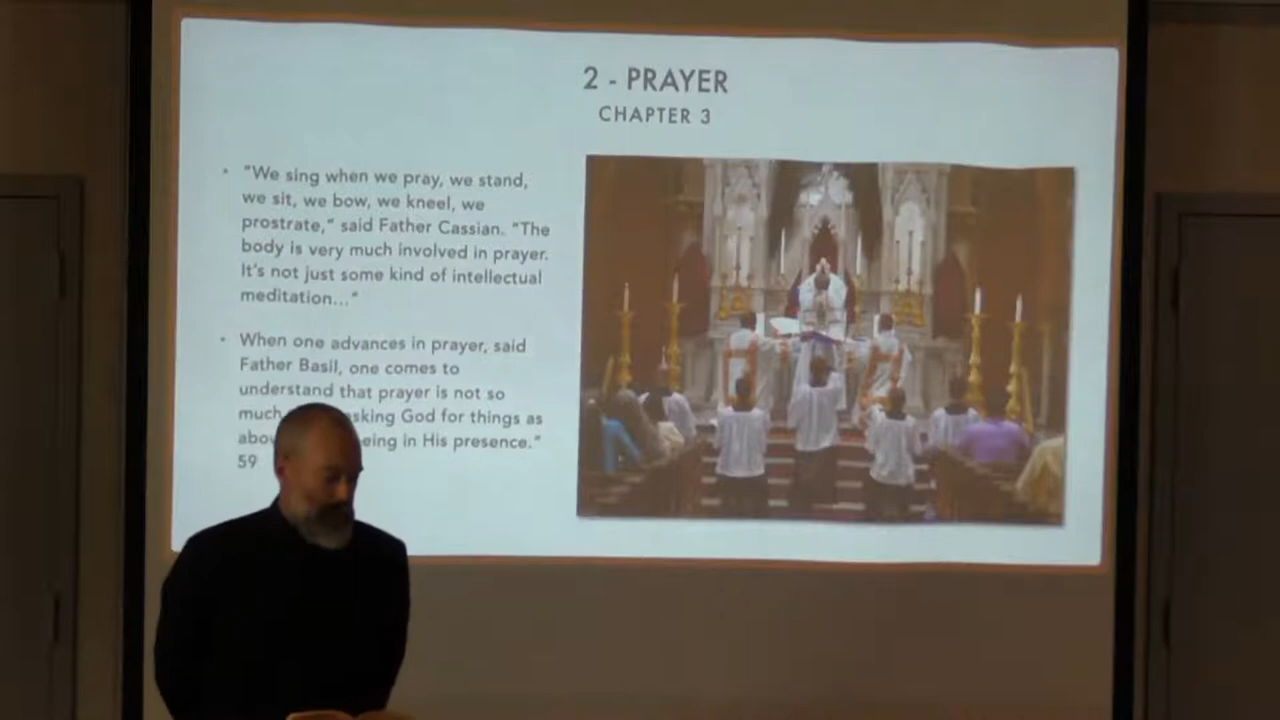 2 - PRAYER
CHAPTER 3
• "We sing when we pray, we stand,
we sit, we bow, we kneel, we
prostrate," said Father Cassian. "The
body is very much involved in prayer.
It's not just some kind of intellectual
meditation..."
• When one advances in prayer, said
Father Basil, one comes to
understand that prayer is not so
much sking God for things as
abou eing in His presence."
59